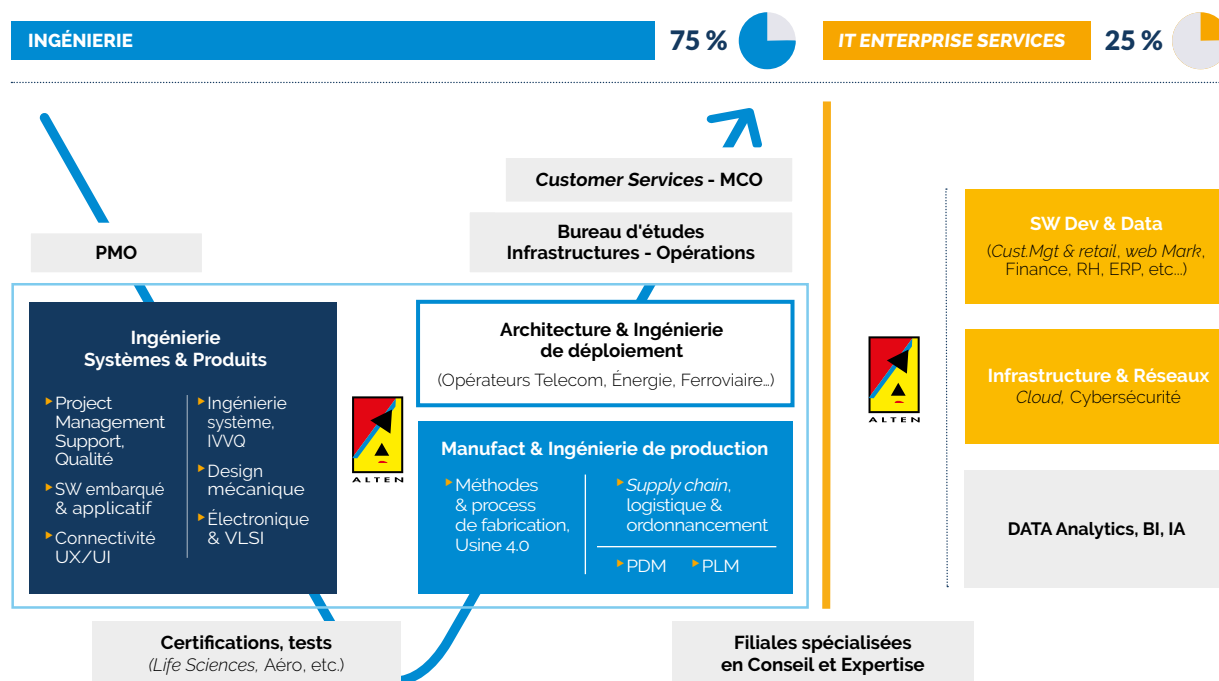 INGÉNIERIE
75 %
IT ENTERPRISE SERVICES
25 %
Customer Services - MCO
Bureau d'études
Infrastructures - Opérations
PMO
Ingénierie
Systèmes & Produits
Project
Management
Support,
Qualité
SW embarqué
& applicatif
Connectivité
UX/UI
Ingénierie
système,
IVVQ
Design
mécanique
Électronique
& VLSI
ALTEN
Architecture & Ingénierie
de déploiement
(Opérateurs Telecom, Énergie, Ferroviaire...)
Manufact & Ingénierie de production
Méthodes
& process
de fabrication,
Usine 4.0
Supply chain,
logistique &
ordonnancement
PDM
PLM
Certifications, tests
(Life Sciences, Aéro, etc.)
Filiales spécialisées
en Conseil et Expertise
ALTEN
SW Dev & Data
(Cust.Mgt & retail, web Mark,
Finance, RH, ERP, etc...)
Infrastructure & Réseaux
Cloud, Cybersécurité
DATA Analytics, BI, IA